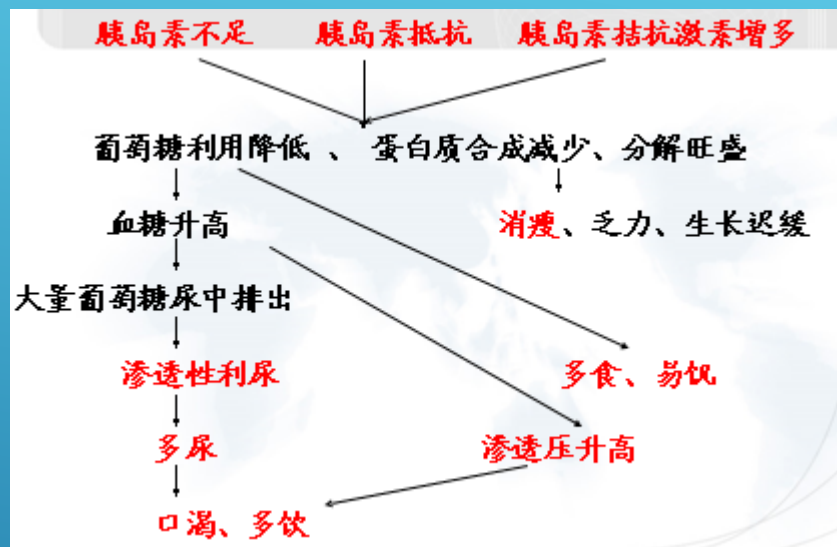 胰岛素不足 胰岛素抵抗 胰岛素拮抗激素增多
葡萄糖利用降低 、 蛋白质合成减少、分解旺盛
血糖升高 消瘦、乏力、生长迟缓
大量葡萄糖尿中排出
渗透性利尿 多食、易饥
多尿 渗透压升高
口渴、多饮